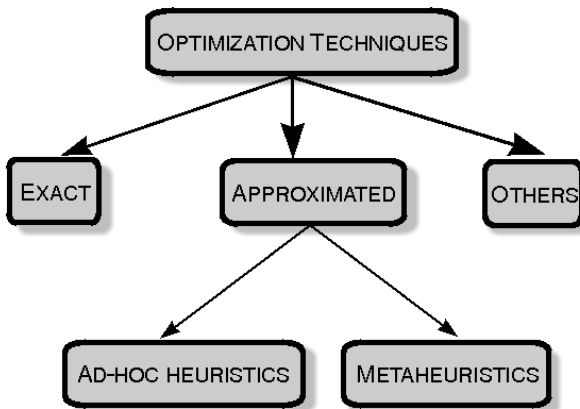 OPTIMIZATION TECHNIQUES
EXACT
APPROXIMATED
OTHERS
AD-HOC HEURISTICS
METAHEURISTICS